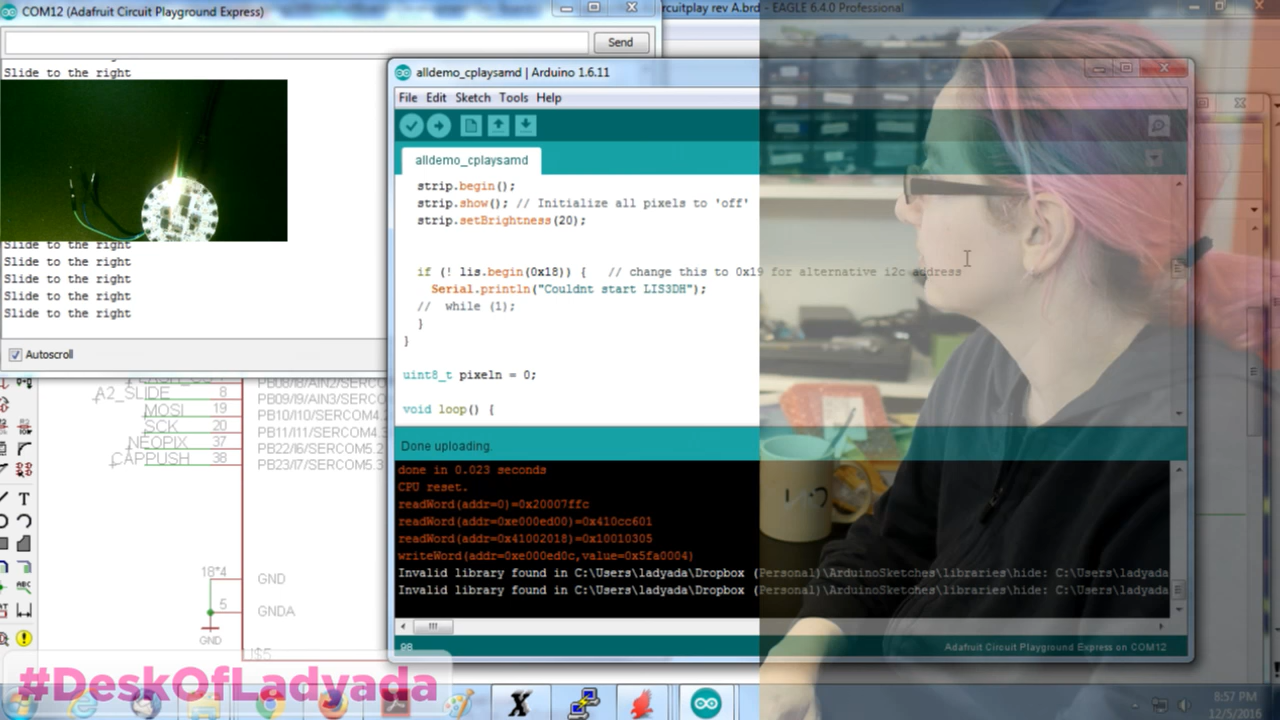 COM12 (Adafruit Circuit Playground Express)
rcuitplay rev A.brd - EAGLE 6.4.0 Professional
Send
Slide to the right
Slide to the right
Slide to the right
Slide to the right
Slide to the right
Slide to the right
Autoscroll
alldemo_cplaysamd | Arduino 1.6.11
File Edit Sketch Tools Help
alldemo_cplaysamd
strip.begin();
strip.show(); // Initialize all pixels to 'off'
strip.setBrightness(20);
if (! lis.begin(0x18)) { // change this to 0x19 for alternative i2c address
Serial.println("Couldnt start LIS3DH");
// while (1);
}
}
uint8_t pixeln = 0;
void loop() {
Done uploading.
done in 0.023 seconds
CPU reset.
readWord(addr=0)=0x20007ffc
readWord(addr=0xe000ed00)=0x410cc601
readWord(addr=0x41002018)=0x10010305
writeWord(addr=0xe000ed0c,value=0x5fa0004)
Invalid library found in C:\Users\ladyada\Dropbox (Personal)\ArduinoSketches\libraries\hide: C:\Users\ladyada
Invalid library found in C:\Users\ladyada\Dropbox (Personal)\ArduinoSketches\libraries\hide: C:\Users\ladyada
98
Adafruit Circuit Playground Express on COM12
PB08/I8/AIN2/SERCO
A2_SLIDE 8 PB09/I9/AIN3/SERCO
MOSI 19 PB10/I10/SERCOM4.
SCK 20 PB11/I11/SERCOM4.3
NEOPIX 37 PB22/I6/SERCOM5.2
CAPPUSH 38 PB23/I7/SERCOM5.3
18*4 GND
5 GNDA
GND
U$5
#DeskOfLadyada
8:57 PM
12/5/2016